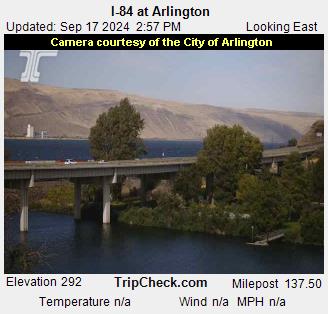 I-84 at Arlington
Updated: Sep 17 2024 2:57 PM Looking East
Camera courtesy of the City of Arlington
Elevation 292 TripCheck.com Milepost 137.50
Temperature n/a Wind n/a MPH n/a